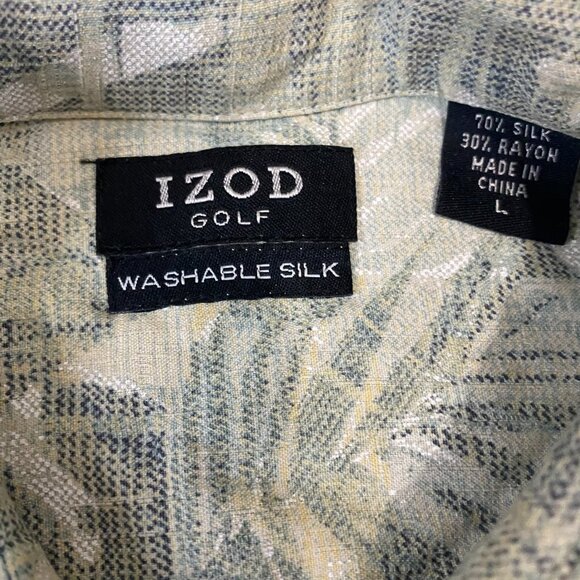 IZOD
GOLF
WASHABLE SILK
70% SILK
30% RAYON
MADE IN
CHINA
L